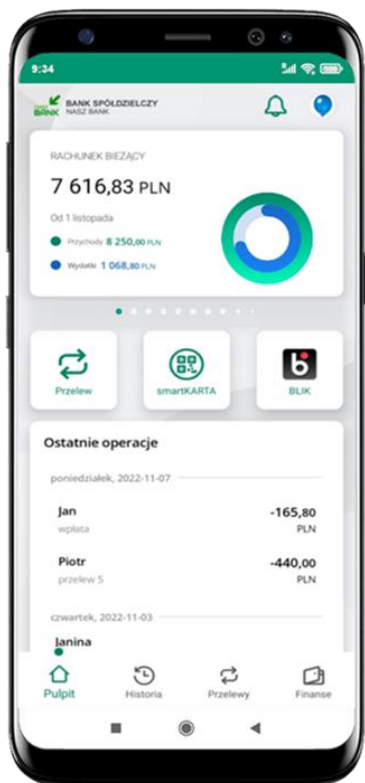 9:34
BANK SPÓŁDZIELCZY
BANK NASZ BANK
RACHUNEK BIEŻĄCY
7 616,83 PLN
Od 1 listopada
Przychody 8 250,00 PLN
Wydatki 1 068,80 PLN
Przelew
smartKARTA
BLIK
Ostatnie operacje
poniedziałek, 2022-11-07
Jan -165,80
wpłata PLN
Piotr -440,00
przelew 5 PLN
czwartek, 2022-11-03
Janina
Pulpit
Historia
Przelewy
Finanse